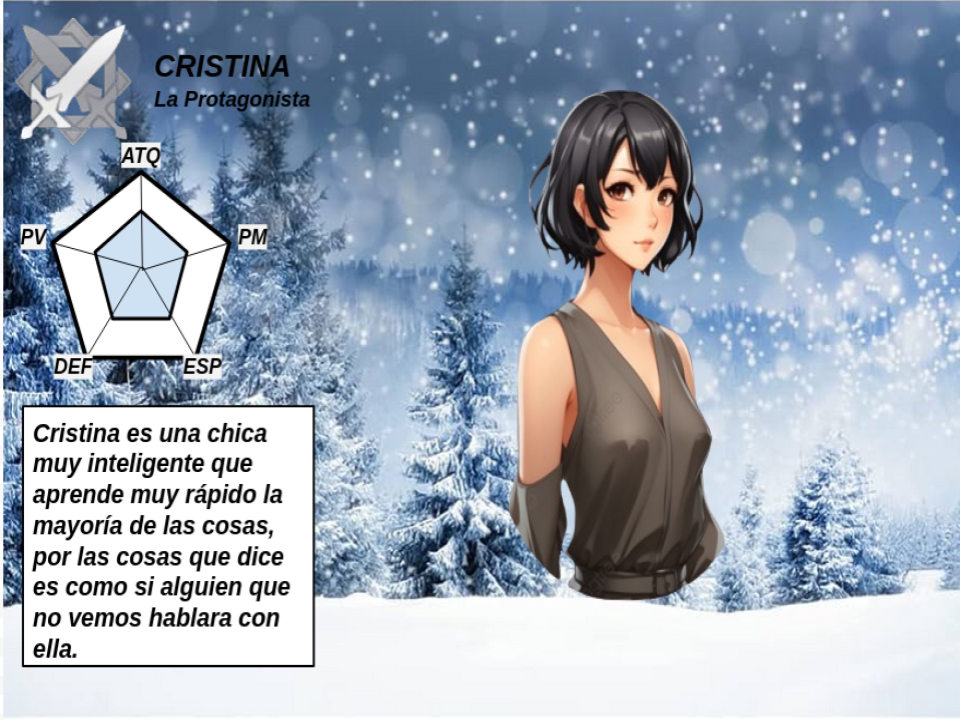 CRISTINA
La Protagonista
ATQ
PV
PM
DEF
ESP
Cristina es una chica
muy inteligente que
aprende muy rápido la
mayoría de las cosas,
por las cosas que dice
es como si alguien que
no vemos hablara con
ella.